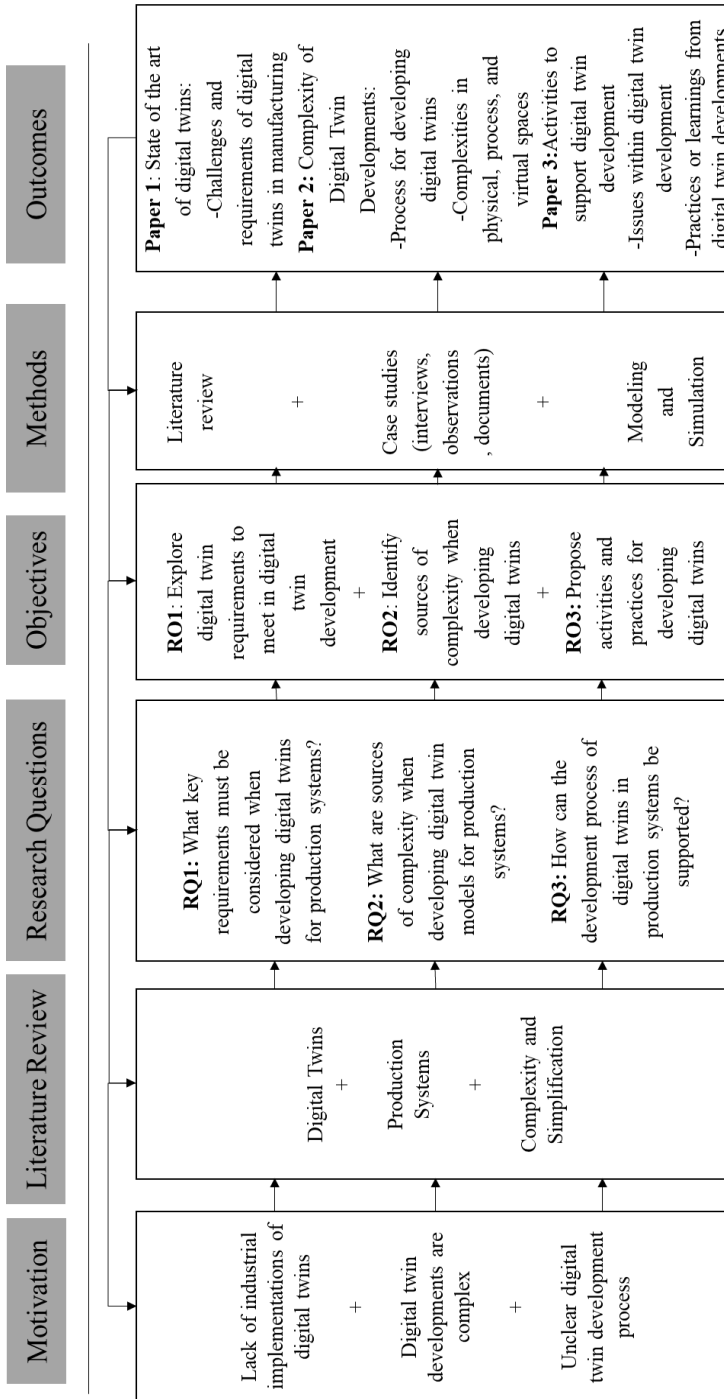 Motivation
Literature Review
Research Questions
Objectives
Methods
Outcomes
Lack of industrial
implementations of
digital twins
+
Digital twin
developments are
complex
+
Unclear digital
twin development
process
Digital Twins
+
Production
Systems
+
Complexity and
Simplification
RQ1: What key
requirements must be
considered when
developing digital twins
for production systems?
RQ2: What are sources
of complexity when
developing digital twin
models for production
systems?
RQ3: How can the
development process of
digital twins in
production systems be
supported?
RO1: Explore
digital twin
requirements to
meet in digital
twin
development
+
RO2: Identify
sources of
complexity when
developing
digital twins
+
RO3: Propose
activities and
practices for
developing
digital twins
Literature
review
+
Case studies
(interviews,
observations
, documents)
+
Modeling
and
Simulation
Paper 1: State of the art
of digital twins:
-Challenges and
requirements of digital
twins in manufacturing
Paper 2: Complexity of
Digital Twin
Developments:
-Process for developing
digital twins
-Complexities in
physical, process, and
virtual spaces
Paper 3:Activities to
support digital twin
development
-Issues within digital twin
development
-Practices or learnings from
digital twin developments